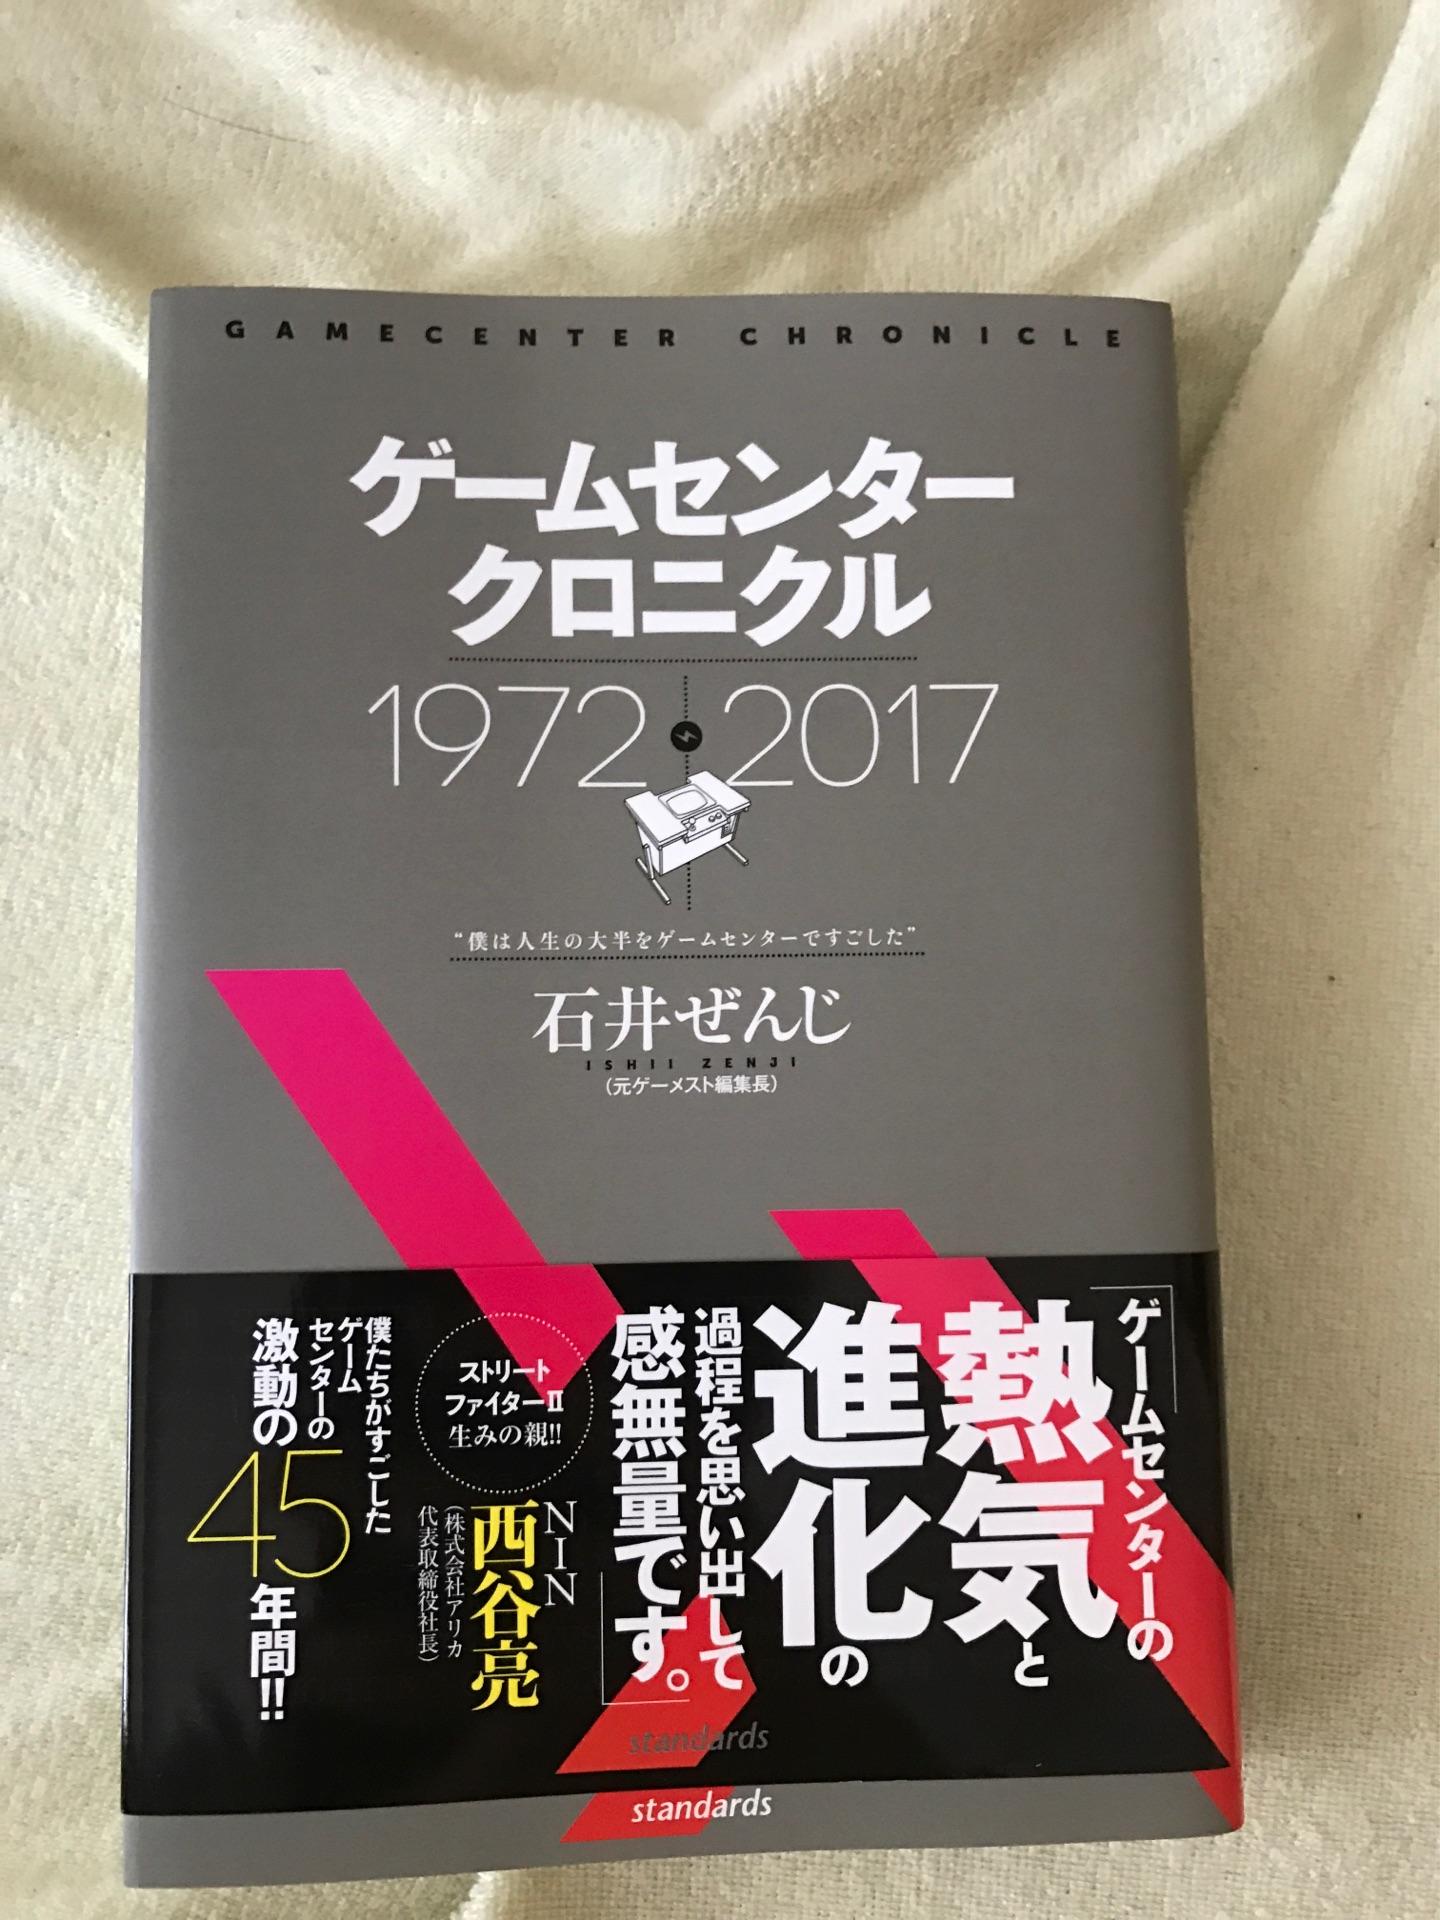 GAMECENTER CHRONICLE
ゲームセンター
クロニクル
1972 2017
“僕は人生の大半をゲームセンターですごした”
石井ぜんじ
ISHII ZENJI
(元ゲーメスト編集長)
「ゲームセンターの
熱気と
進化の
過程を思い出して
感無量です。」
ストリート
ファイターII
生みの親!!
NIN
西谷亮
(株式会社アリカ
代表取締役社長)
僕たちがすごした
ゲーム
センターの
激動の
45
年間!!
standards
standards